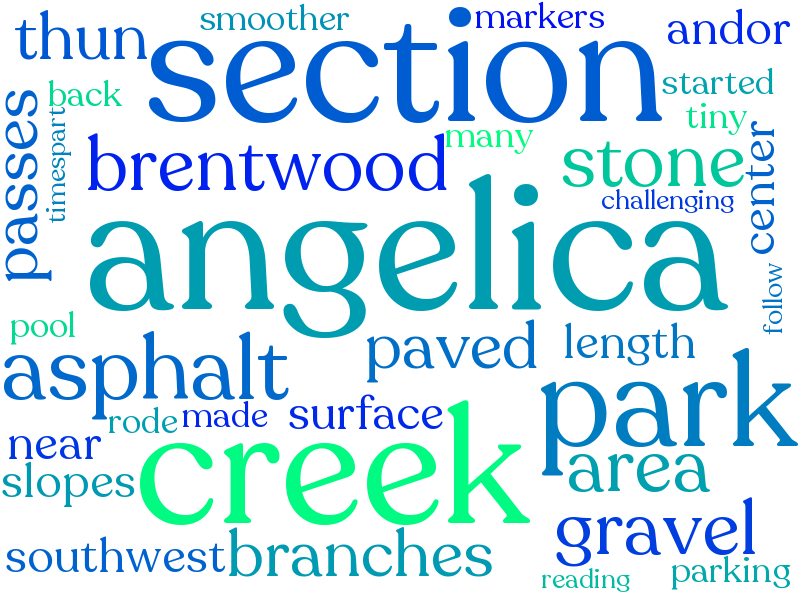 smoother
markers
thun
section
andor
back
started
passes
timespart
many
tiny
brentwood
stone
center
challenging
angelica
follow
pool
asphalt
paved
length
park
rode
made
surface
near
creek
area
slopes
gravel
southwest
branches
reading
parking